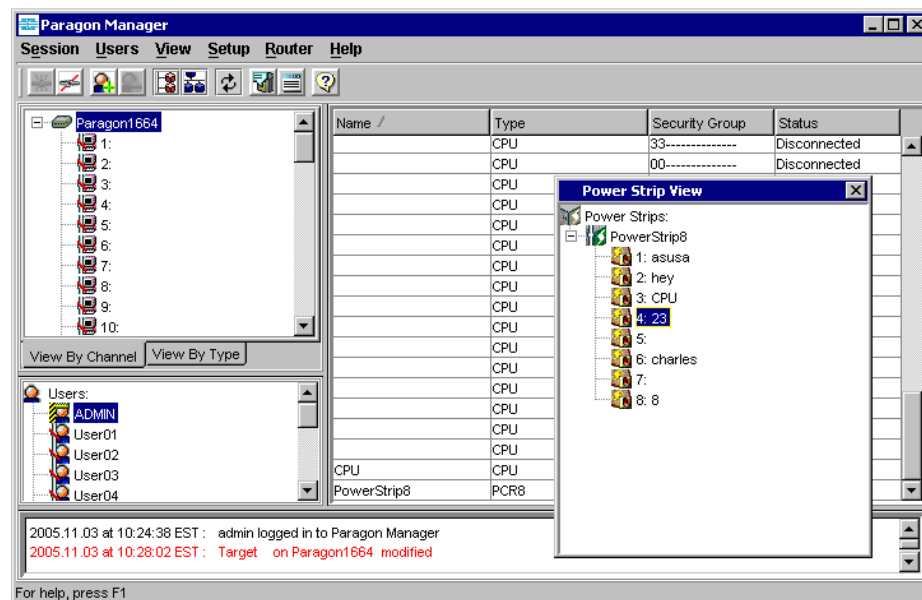 Paragon Manager
Session Users View Setup Router Help
Paragon1664
1:
2:
3:
4:
5:
6:
7:
8:
9:
10:
View By Channel View By Type
Users:
ADMIN
User01
User02
User03
User04
Name Type Security Group Status
CPU 33-------------- Disconnected
CPU 00-------------- Disconnected
CPU
CPU
CPU
CPU
CPU
CPU
CPU
CPU
CPU
CPU
CPU
CPU
CPU
CPU
CPU CPU
PowerStrip8 PCR8
Power Strip View
Power Strips:
PowerStrip8
1: asusa
2: hey
3: CPU
4: 23
5:
6: charles
7:
8: 8
2005.11.03 at 10:24:38 EST : admin logged in to Paragon Manager
2005.11.03 at 10:28:02 EST : Target on Paragon1664 modified
For help, press F1